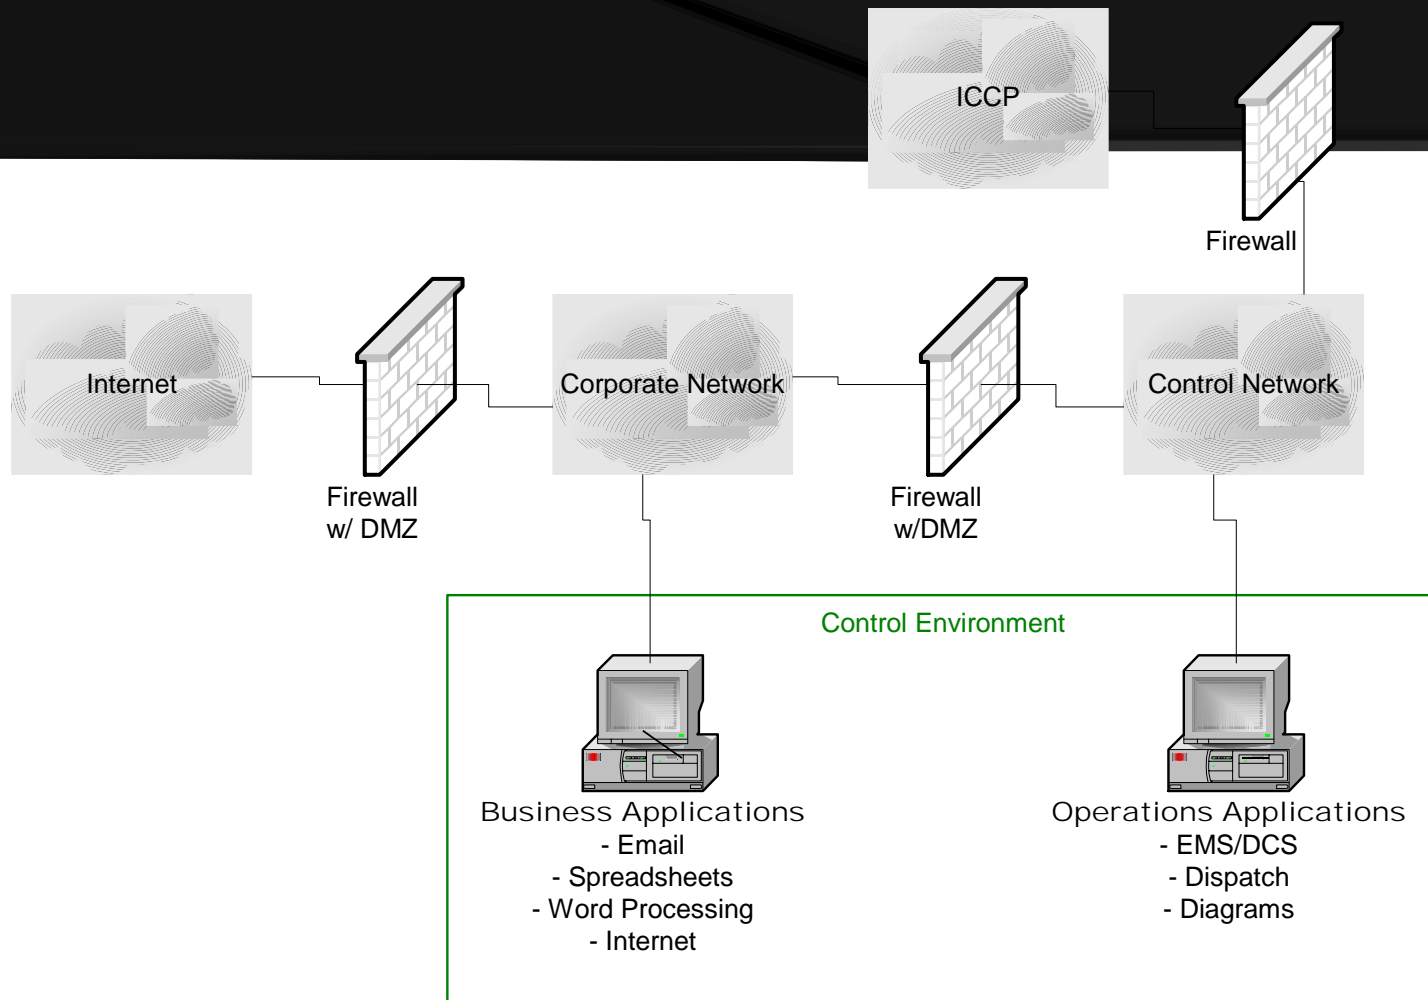 ICCP
Firewall
Internet
Corporate Network
Control Network
Firewall
w/ DMZ
Firewall
w/DMZ
Control Environment
Business Applications
- Email
- Spreadsheets
- Word Processing
- Internet
Operations Applications
- EMS/DCS
- Dispatch
- Diagrams